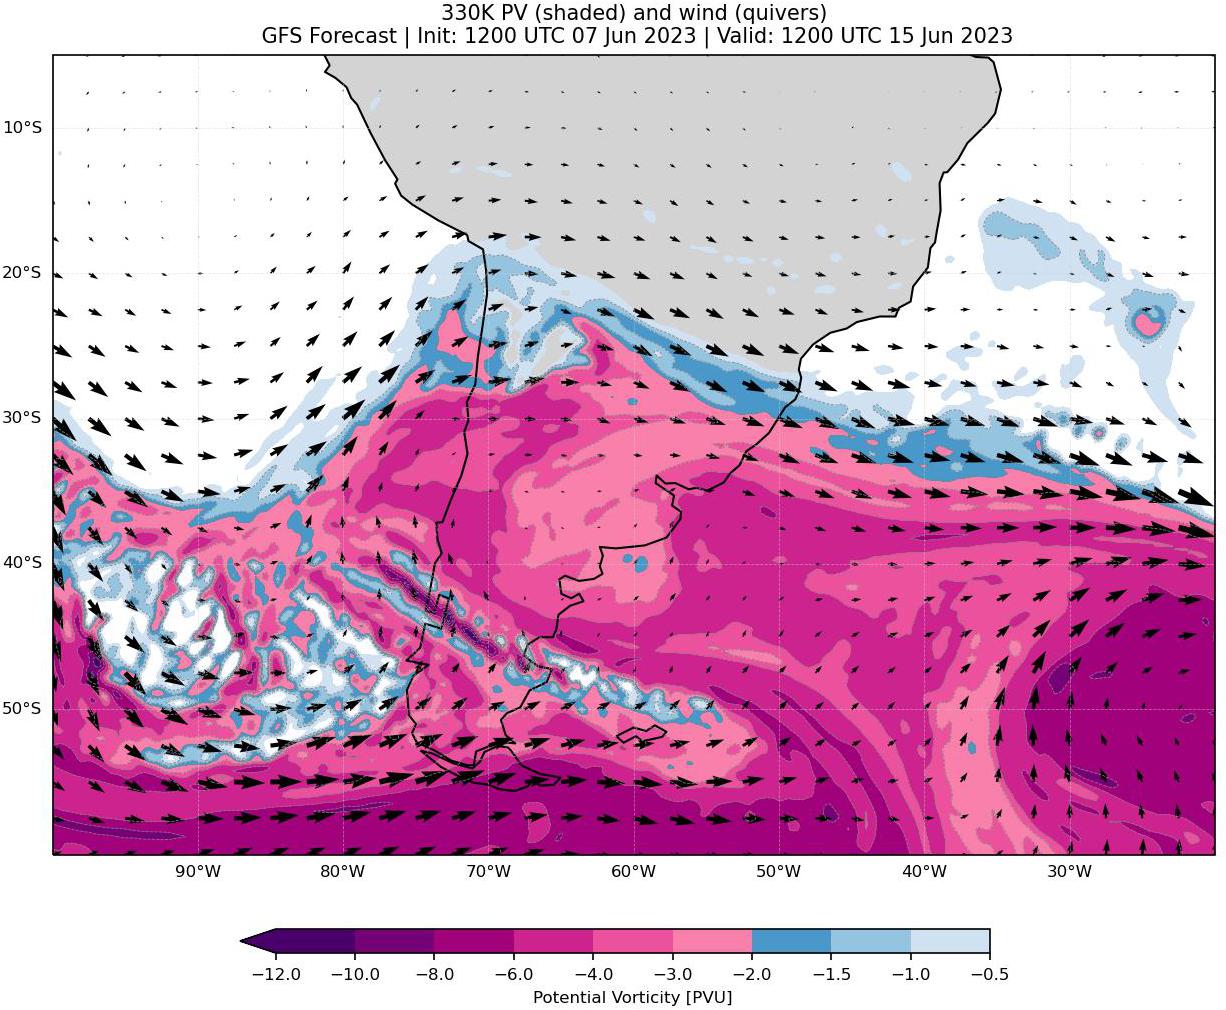 330K PV (shaded) and wind (quivers)
GFS Forecast | Init: 1200 UTC 07 Jun 2023 | Valid: 1200 UTC 15 Jun 2023
10°S
20°S
30°S
40°S
50°S
90°W 80°W 70°W 60°W 50°W 40°W 30°W
−12.0 −10.0 −8.0 −6.0 −4.0 −3.0 −2.0 −1.5 −1.0 −0.5
Potential Vorticity [PVU]